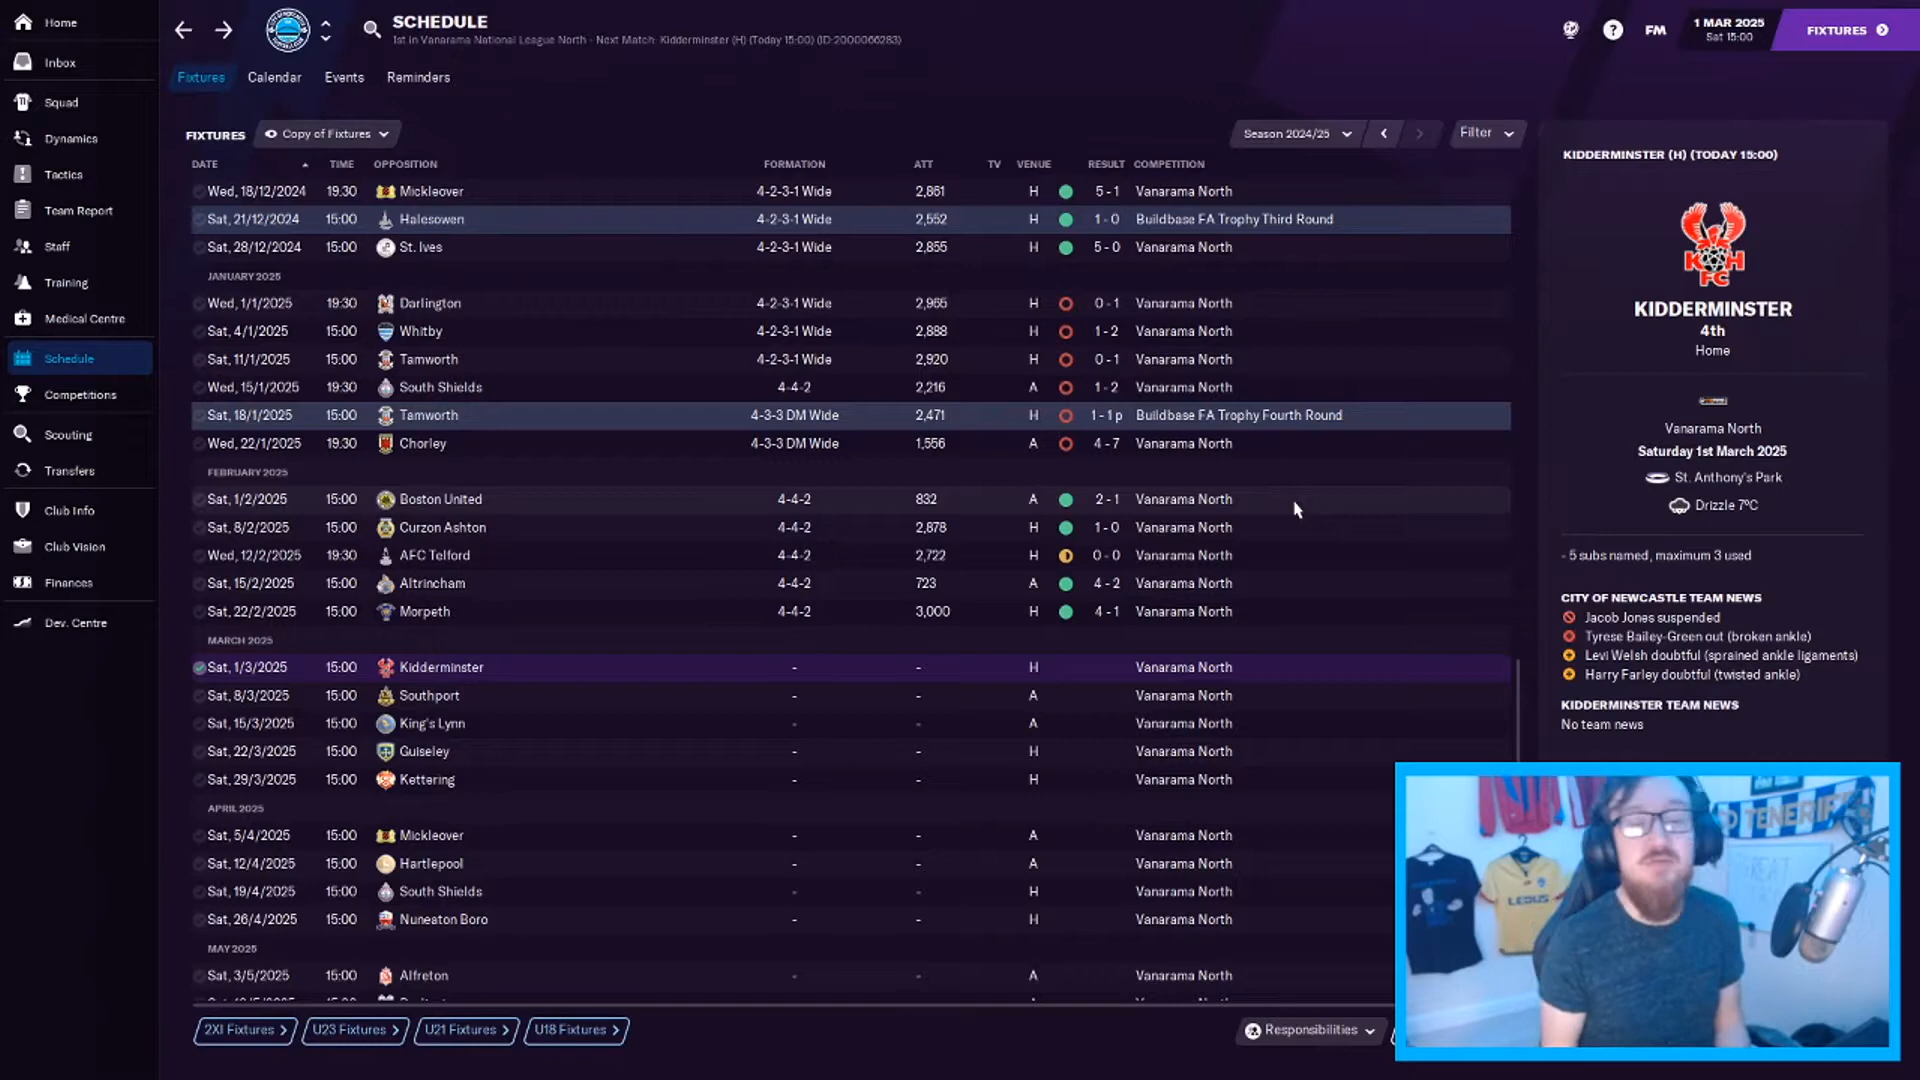 Home
Inbox
Squad
Dynamics
Tactics
Team Report
Staff
Training
Medical Centre
Schedule
Competitions
Scouting
Transfers
Club Info
Club Vision
Finances
Dev. Centre
SCHEDULE
1st in Vanarama National League North - Next Match: Kidderminster (H) (Today 15:00) (ID:2000066283)
FM
1 MAR 2025
Sat 15:00
FIXTURES
Fixtures Calendar Events Reminders
FIXTURES Copy of Fixtures
Season 2024/25
Filter
DATE TIME OPPOSITION FORMATION ATT TV VENUE RESULT COMPETITION
Wed, 18/12/2024 19:30 Mickleover 4-2-3-1 Wide 2,861 H 5 - 1 Vanarama North
Sat, 21/12/2024 15:00 Halesowen 4-2-3-1 Wide 2,552 H 1 - 0 Buildbase FA Trophy Third Round
Sat, 28/12/2024 15:00 St. Ives 4-2-3-1 Wide 2,855 H 5 - 0 Vanarama North
JANUARY 2025
Wed, 1/1/2025 19:30 Darlington 4-2-3-1 Wide 2,965 H 0 - 1 Vanarama North
Sat, 4/1/2025 15:00 Whitby 4-2-3-1 Wide 2,888 H 1 - 2 Vanarama North
Sat, 11/1/2025 15:00 Tamworth 4-2-3-1 Wide 2,920 H 0 - 1 Vanarama North
Wed, 15/1/2025 19:30 South Shields 4-4-2 2,216 A 1 - 2 Vanarama North
Sat, 18/1/2025 15:00 Tamworth 4-3-3 DM Wide 2,471 H 1 - 1 p Buildbase FA Trophy Fourth Round
Wed, 22/1/2025 19:30 Chorley 4-3-3 DM Wide 1,556 A 4 - 7 Vanarama North
FEBRUARY 2025
Sat, 1/2/2025 15:00 Boston United 4-4-2 832 A 2 - 1 Vanarama North
Sat, 8/2/2025 15:00 Curzon Ashton 4-4-2 2,878 H 1 - 0 Vanarama North
Wed, 12/2/2025 19:30 AFC Telford 4-4-2 2,722 H 0 - 0 Vanarama North
Sat, 15/2/2025 15:00 Altrincham 4-4-2 723 A 4 - 2 Vanarama North
Sat, 22/2/2025 15:00 Morpeth 4-4-2 3,000 H 4 - 1 Vanarama North
MARCH 2025
Sat, 1/3/2025 15:00 Kidderminster - - H Vanarama North
Sat, 8/3/2025 15:00 Southport - - A Vanarama North
Sat, 15/3/2025 15:00 King's Lynn - - A Vanarama North
Sat, 22/3/2025 15:00 Guiseley - - H Vanarama North
Sat, 29/3/2025 15:00 Kettering - - H Vanarama North
APRIL 2025
Sat, 5/4/2025 15:00 Mickleover - - A Vanarama North
Sat, 12/4/2025 15:00 Hartlepool - - A Vanarama North
Sat, 19/4/2025 15:00 South Shields - - H Vanarama North
Sat, 26/4/2025 15:00 Nuneaton Boro - - H Vanarama North
MAY 2025
Sat, 3/5/2025 15:00 Alfreton - - A Vanarama North
2XI Fixtures > U23 Fixtures > U21 Fixtures > U18 Fixtures >
Responsibilities
KIDDERMINSTER (H) (TODAY 15:00)
K H
FC
KIDDERMINSTER
4th
Home
Vanarama North
Saturday 1st March 2025
St. Anthony's Park
Drizzle 7°C
- 5 subs named, maximum 3 used
CITY OF NEWCASTLE TEAM NEWS
Jacob Jones suspended
Tyrese Bailey-Green out (broken ankle)
Levi Welsh doubtful (sprained ankle ligaments)
Harry Farley doubtful (twisted ankle)
KIDDERMINSTER TEAM NEWS
No team news
TENERIF
LEDUS